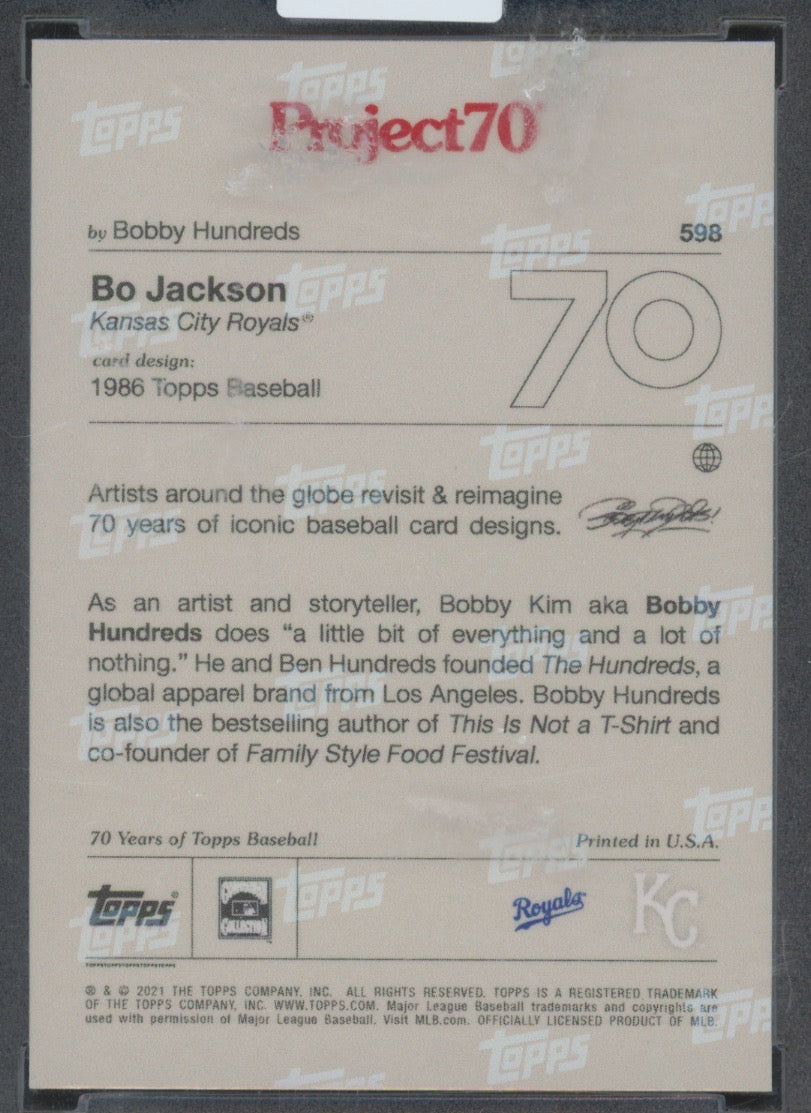 Project70
by Bobby Hundreds 598
Bo Jackson
Kansas City Royals®
card design:
1986 Topps Baseball
70
Artists around the globe revisit & reimagine
70 years of iconic baseball card designs.
As an artist and storyteller, Bobby Kim aka Bobby
Hundreds does “a little bit of everything and a lot of
nothing.” He and Ben Hundreds founded The Hundreds, a
global apparel brand from Los Angeles. Bobby Hundreds
is also the bestselling author of This Is Not a T-Shirt and
co-founder of Family Style Food Festival.
70 Years of Topps Baseball Printed in U.S.A.
Topps® COLLECTION Royals KC
® & © 2021 THE TOPPS COMPANY, INC. ALL RIGHTS RESERVED. TOPPS IS A REGISTERED TRADEMARK
OF THE TOPPS COMPANY, INC. WWW.TOPPS.COM. Major League Baseball trademarks and copyrights are
used with permission of Major League Baseball. Visit MLB.com. OFFICIALLY LICENSED PRODUCT OF MLB.